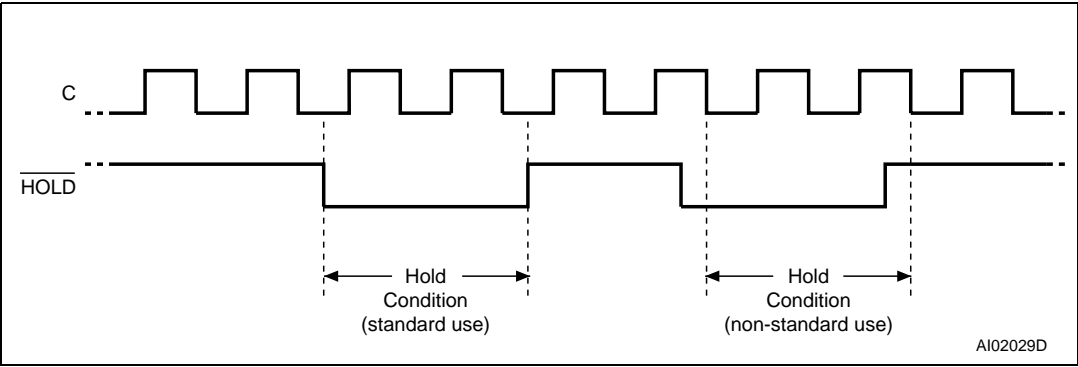 C
HOLD
Hold
Condition
(standard use)
Hold
Condition
(non-standard use)
AI02029D